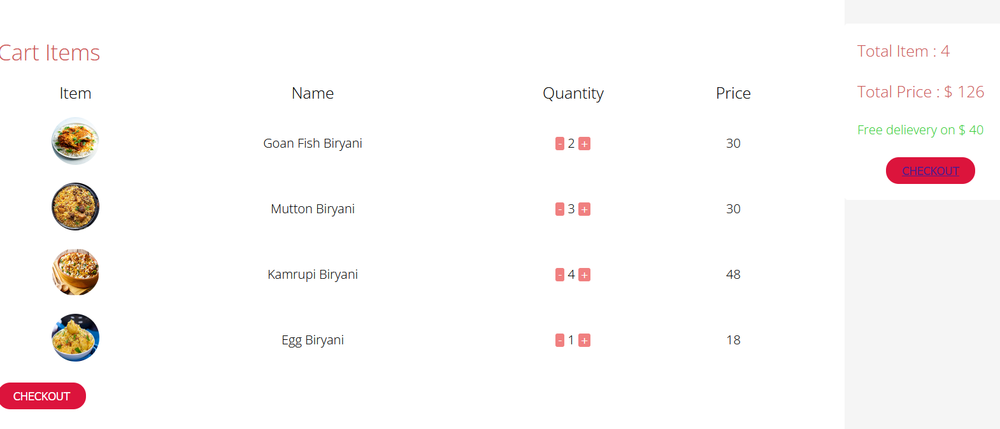 Cart Items
Item Name Quantity Price
Goan Fish Biryani - 2 + 30
Mutton Biryani - 3 + 30
Kamrupi Biryani - 4 + 48
Egg Biryani - 1 + 18
CHECKOUT
Total Item : 4
Total Price : $ 126
Free delievery on $ 40
CHECKOUT